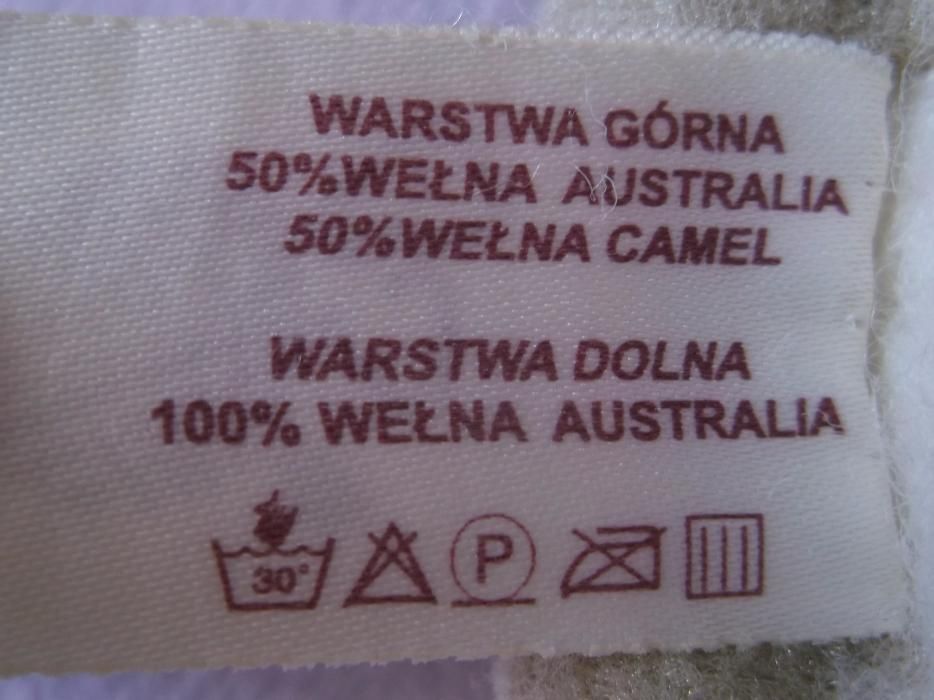 WARSTWA GÓRNA
50%WEŁNA AUSTRALIA
50%WEŁNA CAMEL
WARSTWA DOLNA
100% WEŁNA AUSTRALIA
30° P